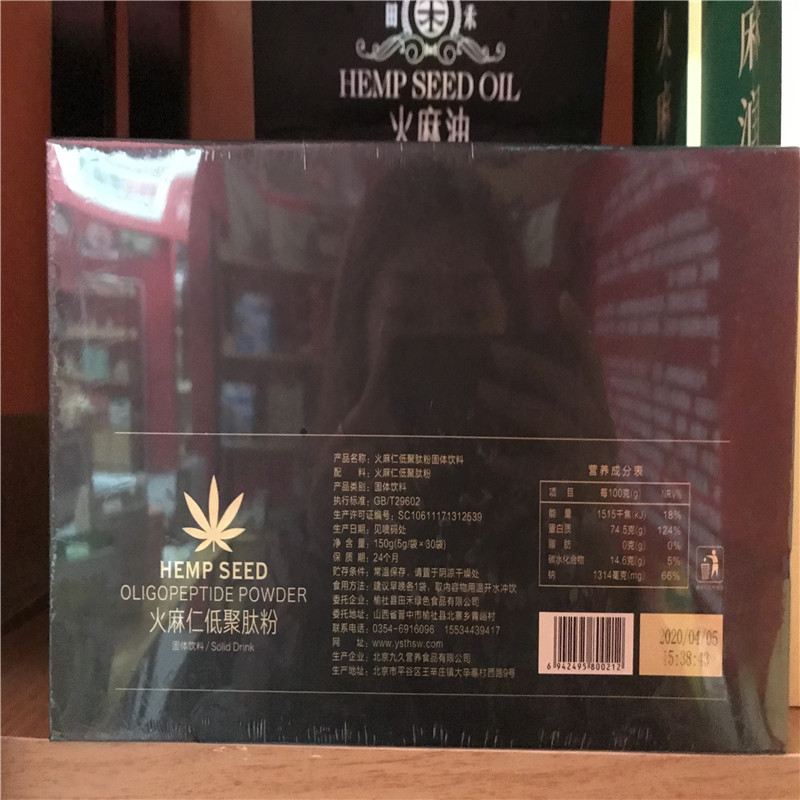 田 禾
HEMP SEED OIL
火麻油
火麻
麻润
HEMP SEED
OLIGOPEPTIDE POWDER
火麻仁低聚肽粉
固体饮料/Solid Drink
产品名称：火麻仁低聚肽粉固体饮料
配 料：火麻仁低聚肽粉
产品类别：固体饮料
执行标准：GB/T29602
生产许可证编号：SC10611171312539
生产日期：见喷码处
净 含 量：150g(5g/袋×30袋)
保 质 期：24个月
贮存条件：常温保存，请置于阴凉干燥处
食用方法：建议早晚各1袋，取内容物用温开水冲饮
委托企业：榆社县田禾绿色食品有限公司
委托地址：山西省晋中市榆社县北寨乡青峪村
联系电话：0354-6916096 15534439417
网 址：www.ysthsw.com
生产企业：北京九久营养食品有限公司
生产地址：北京市平谷区王辛庄镇大辛寨村西路9号
营养成分表
项 目 每100克(g) NRV%
能 量 1515千焦(kJ) 18%
蛋白质 74.5克(g) 124%
脂 肪 0克(g) 0%
碳水化合物 14.6克(g) 5%
钠 1314毫克(mg) 66%
6 942495 800212
2020/04/05
15:38:43